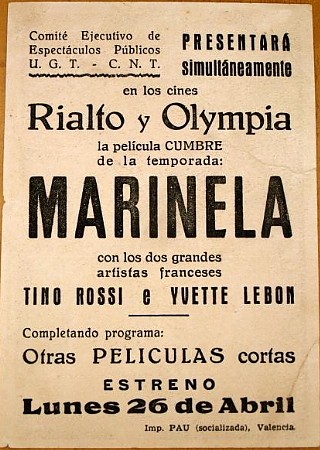 Comité Ejecutivo de
Espectáculos Públicos
U. G. T. - C. N. T.
PRESENTARÁ
simultáneamente
en los cines
Rialto y Olympia
la película CUMBRE
de la temporada:
MARINELA
con los dos grandes
artistas franceses
TINO ROSSI e YVETTE LEBON
Completando programa:
Otras PELICULAS cortas
ESTRENO
Lunes 26 de Abril
Imp. PAU (socializada), Valencia.